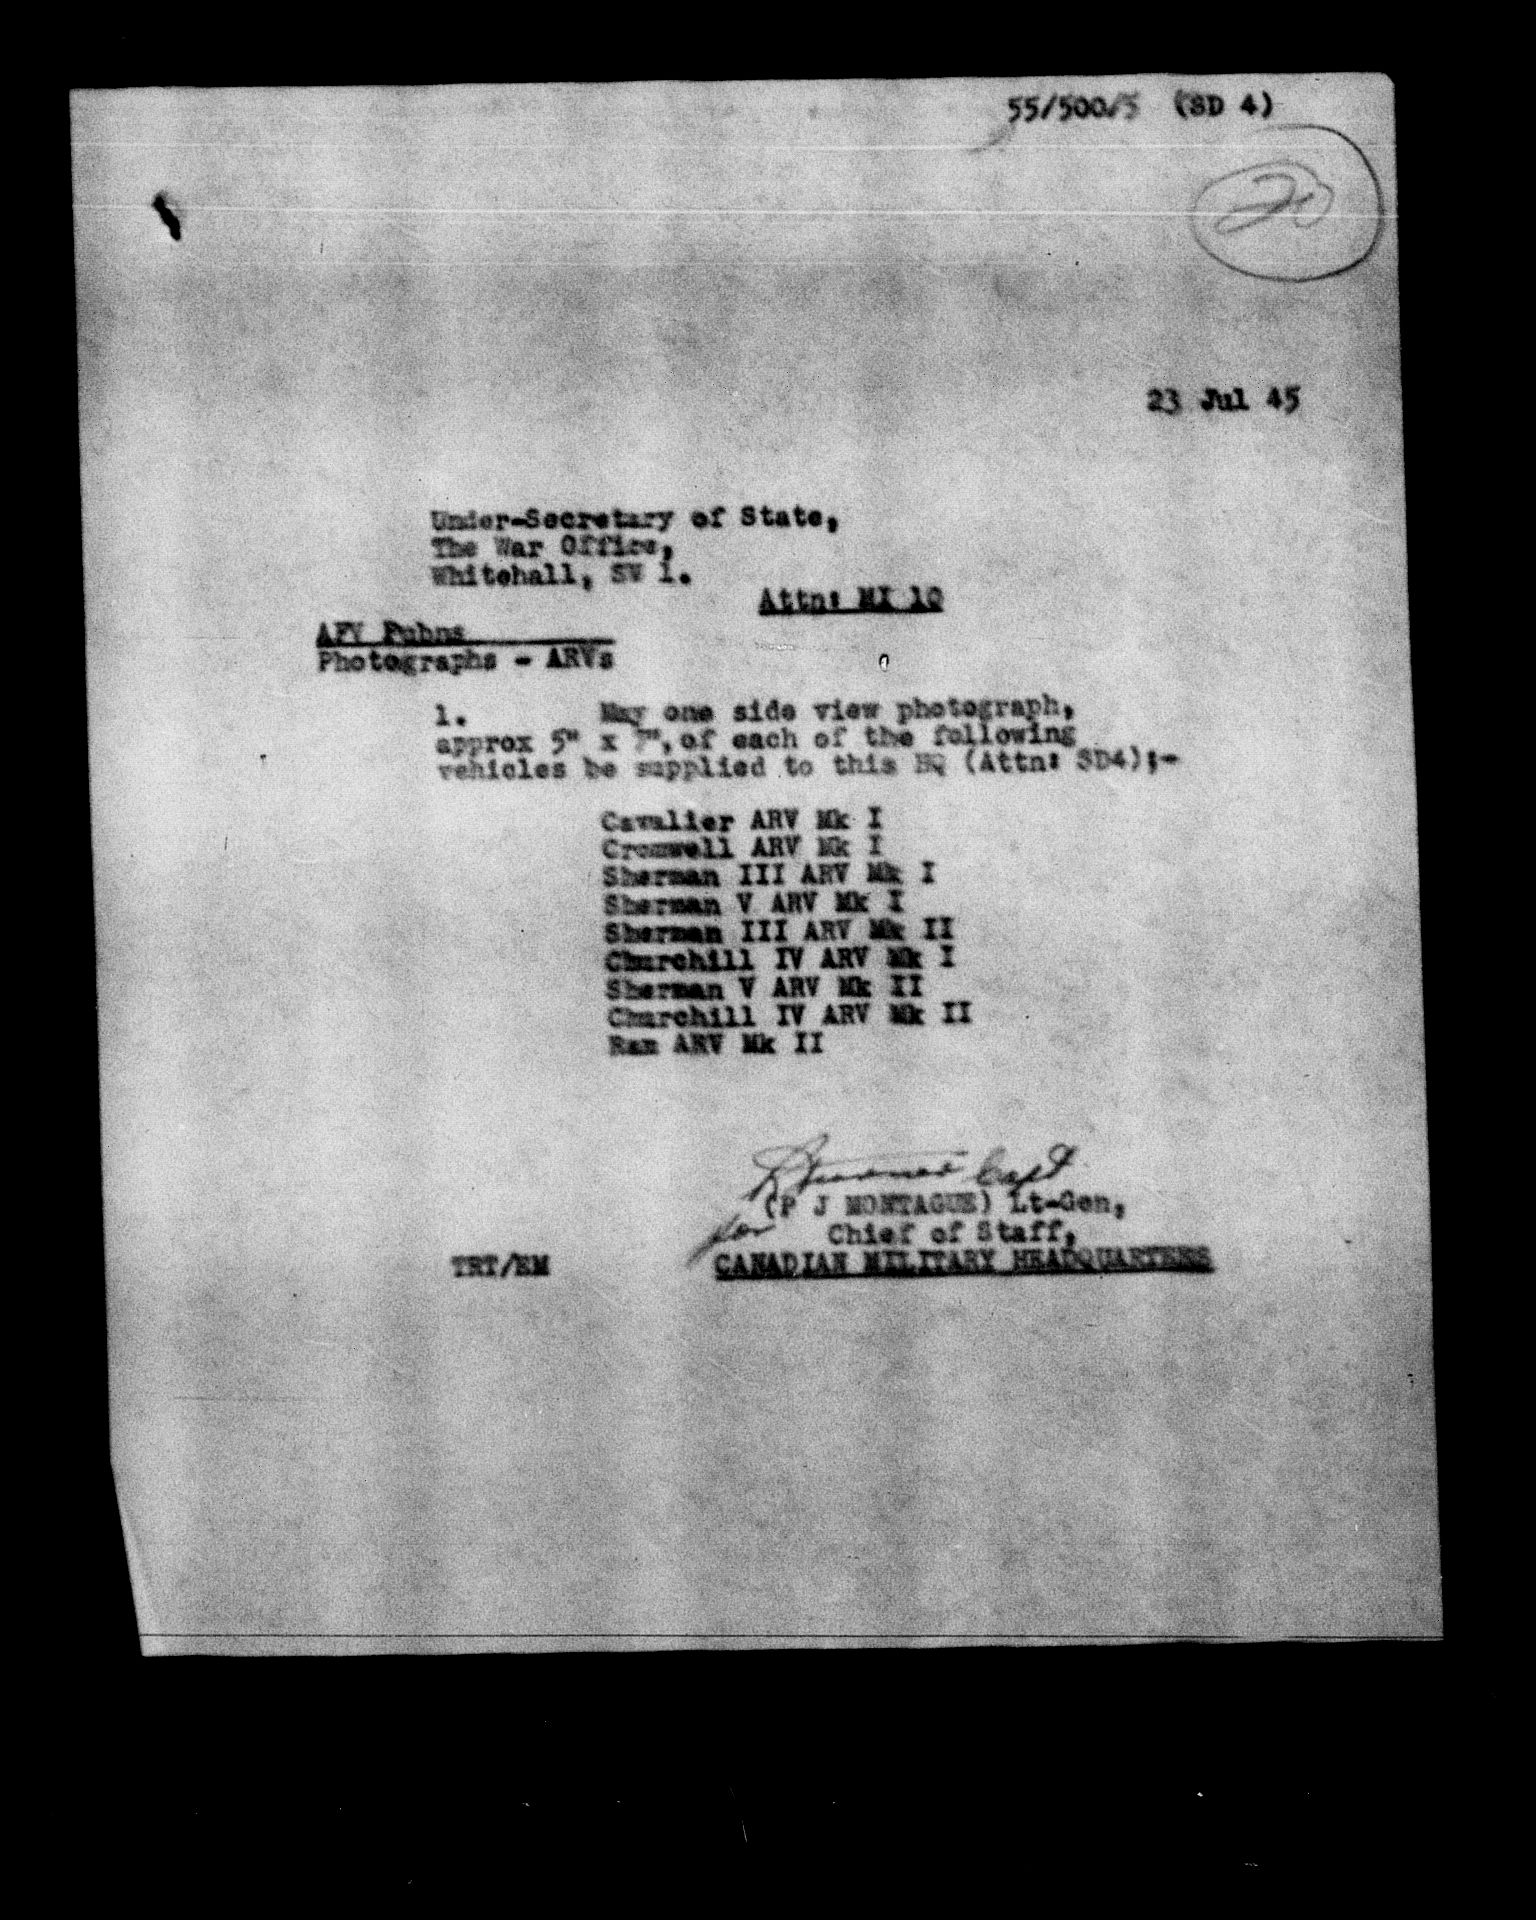 55/500/5 (SD 4)
20
23 Jul 45
Under-Secretary of State,
The War Office,
Whitehall, SW 1.
Attn: MI 10
AFV Pubns
Photographs - ARVs
1. May one side view photograph,
approx 5" x 7", of each of the following
vehicles be supplied to this HQ (Attn: SD4);-
Cavalier ARV Mk I
Cromwell ARV Mk I
Sherman III ARV Mk I
Sherman V ARV Mk I
Sherman III ARV Mk II
Churchill IV ARV Mk I
Sherman V ARV Mk II
Churchill IV ARV Mk II
Ram ARV Mk II
Capt
(P J MONTAGUE) Lt-Gen,
for Chief of Staff,
TRT/EM CANADIAN MILITARY HEADQUARTERS